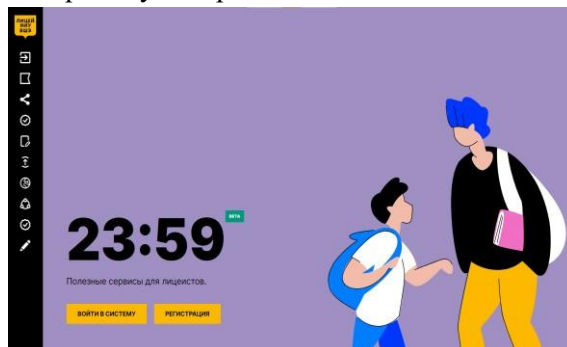 ЛИЦЕЙ
НИУ
ВШЭ
23:59
BETA
Полезные сервисы для лицеистов.
ВОЙТИ В СИСТЕМУ
РЕГИСТРАЦИЯ